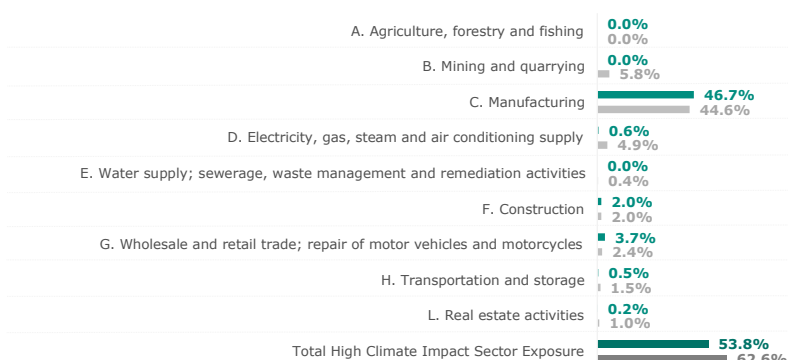 A. Agriculture, forestry and fishing 0.0%
0.0%
B. Mining and quarrying 0.0%
5.8%
C. Manufacturing 46.7%
44.6%
D. Electricity, gas, steam and air conditioning supply 0.6%
4.9%
E. Water supply; sewerage, waste management and remediation activities 0.0%
0.4%
F. Construction 2.0%
2.0%
G. Wholesale and retail trade; repair of motor vehicles and motorcycles 3.7%
2.4%
H. Transportation and storage 0.5%
1.5%
L. Real estate activities 0.2%
1.0%
Total High Climate Impact Sector Exposure 53.8%
62.6%